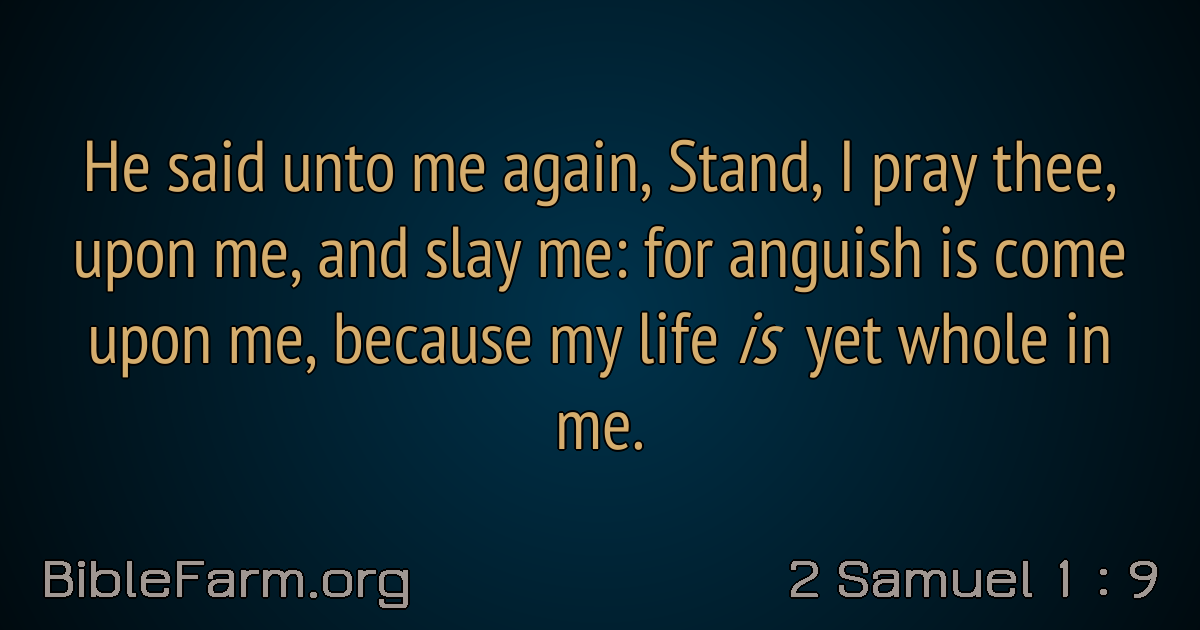 He said unto me again, Stand, I pray thee,
upon me, and slay me: for anguish is come
upon me, because my life is yet whole in
me.
BibleFarm.org
2 Samuel 1 : 9